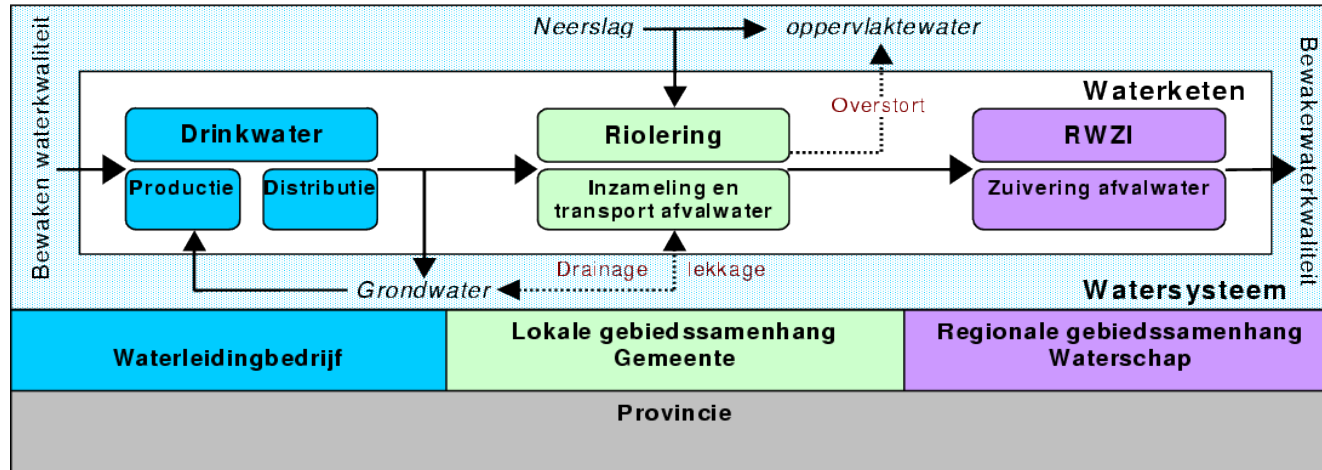 Neerslag
oppervlaktewater
Bewaken waterkwaliteit
Bewakenwaterkwaliteit
Waterketen
Overstort
Drinkwater
Riolering
RWZI
Productie
Distributie
Inzameling en
transport afvalwater
Zuivering afvalwater
Drainage
lekkage
Grondwater
Watersysteem
Waterleidingbedrijf
Lokale gebiedssamenhang
Gemeente
Regionale gebiedssamenhang
Waterschap
Provincie